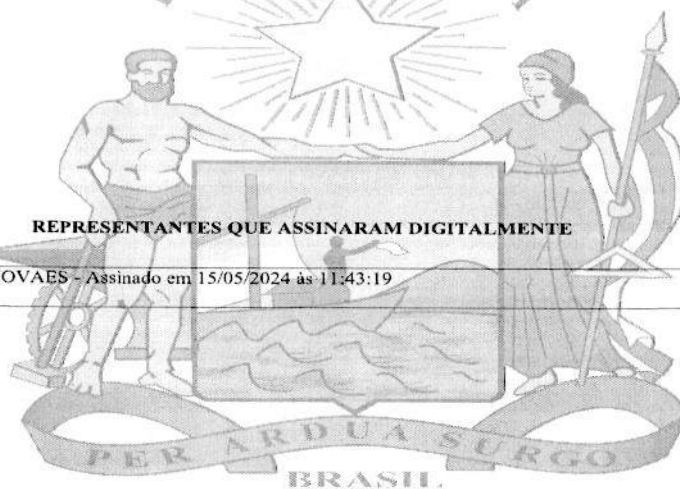 REPRESENTANTES QUE ASSINARAM DIGITALMENTE
OVAES - Assinado em 15/05/2024 às 11:43:19
PER ARDUA SURGO
BRASIL